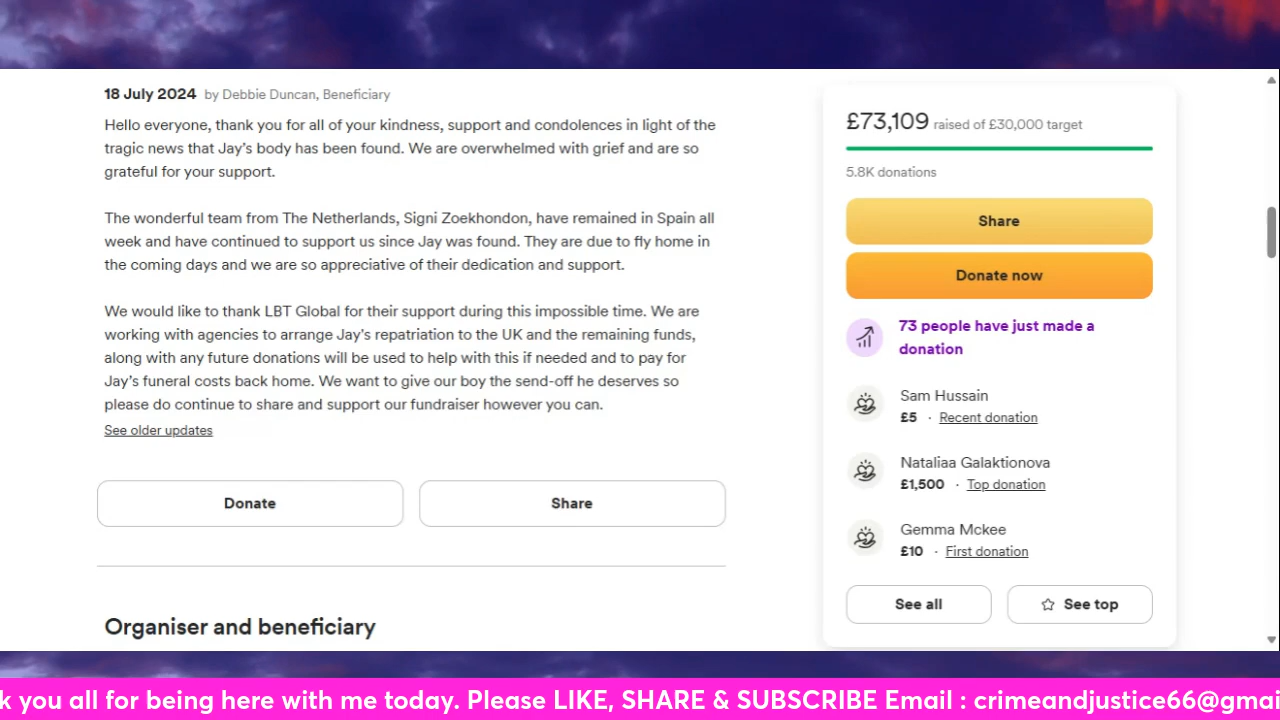 18 July 2024 by Debbie Duncan, Beneficiary
Hello everyone, thank you for all of your kindness, support and condolences in light of the
tragic news that Jay's body has been found. We are overwhelmed with grief and are so
grateful for your support.
The wonderful team from The Netherlands, Signi Zoekhondon, have remained in Spain all
week and have continued to support us since Jay was found. They are due to fly home in
the coming days and we are so appreciative of their dedication and support.
We would like to thank LBT Global for their support during this impossible time. We are
working with agencies to arrange Jay's repatriation to the UK and the remaining funds,
along with any future donations will be used to help with this if needed and to pay for
Jay's funeral costs back home. We want to give our boy the send-off he deserves so
please do continue to share and support our fundraiser however you can.
See older updates
Donate
Share
Organiser and beneficiary
£73,109 raised of £30,000 target
5.8K donations
Share
Donate now
73 people have just made a
donation
Sam Hussain
£5 · Recent donation
Nataliaa Galaktionova
£1,500 · Top donation
Gemma Mckee
£10 · First donation
See all
See top
k you all for being here with me today. Please LIKE, SHARE & SUBSCRIBE Email : crimeandjustice66@gmai